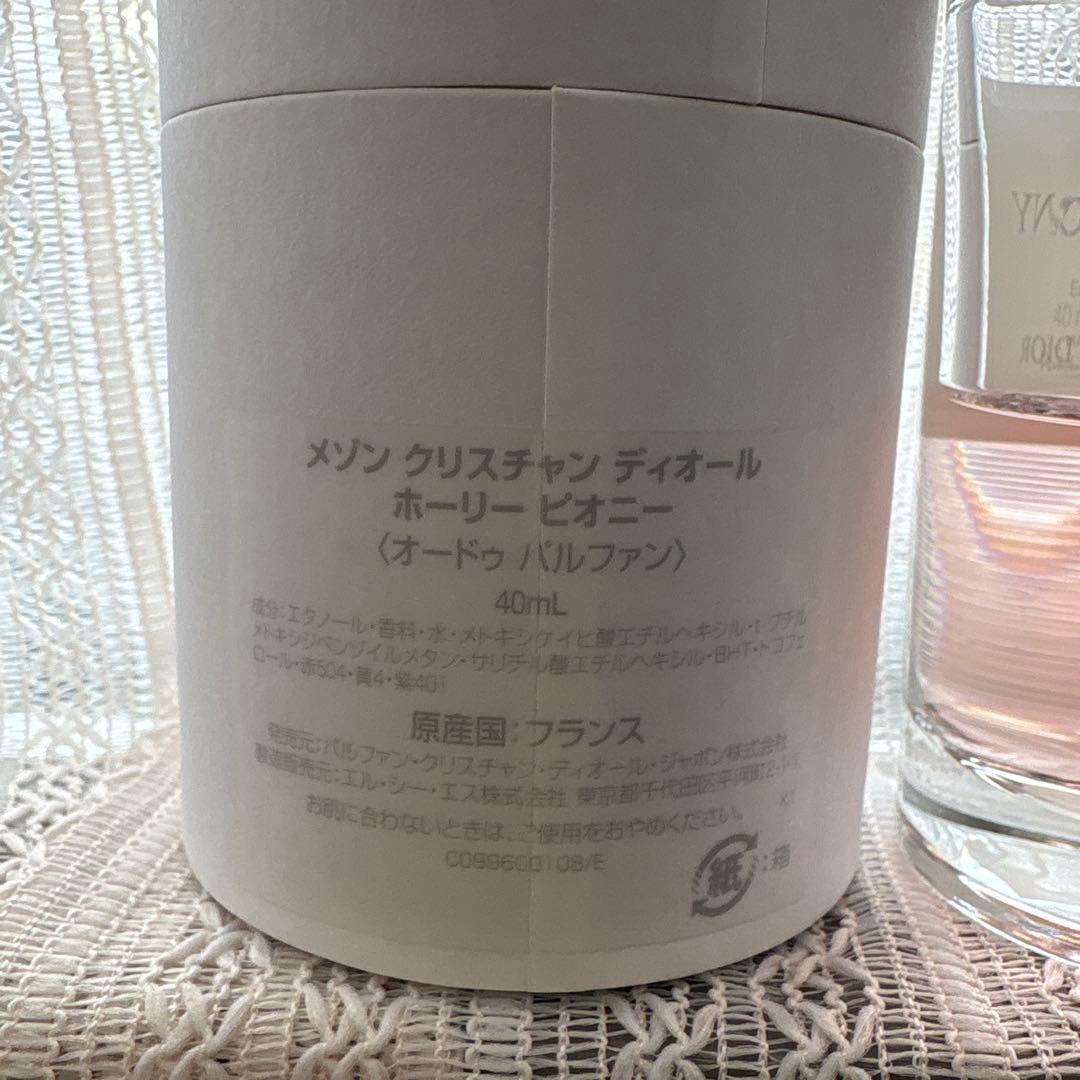 メゾン クリスチャン ディオール
ホーリー ピオニー
〈オードゥ パルファン〉
40mL
成分:エタノール・香料・水・メトキシケイヒ酸エチルヘキシル・t-ブチル
メトキシジベンゾイルメタン・サリチル酸エチルヘキシル・BHT・トコフェ
ロール・赤504・黄4・紫401
原産国:フランス
発売元:パルファン・クリスチャン・ディオール・ジャポン株式会社
製造販売元:エル・シー・エス株式会社 東京都千代田区平河町2-1-
お肌に合わないときは、ご使用をおやめください。
紙:箱
DIOR